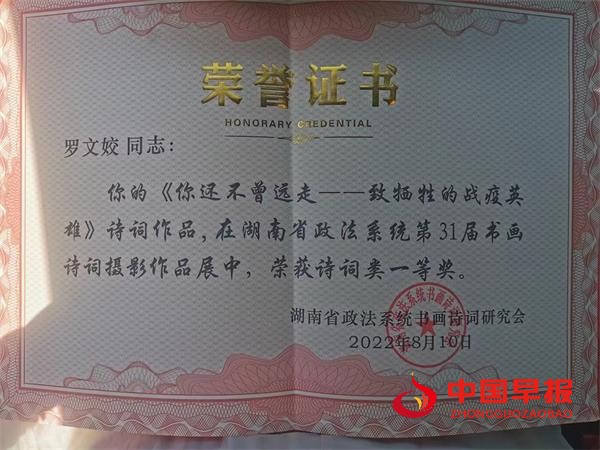 荣誉证书
HONORARY CREDENTIAL
罗文姣 同志：
你的《你还不曾远走——致牺牲的战疫英
雄》诗词作品，在湖南省政法系统第31届书画
诗词摄影作品展中，荣获诗词类一等奖。
湖南省政法系统书画诗词研究会
2022年8月10日
中国早报
ZHONGGUOZAOBAO